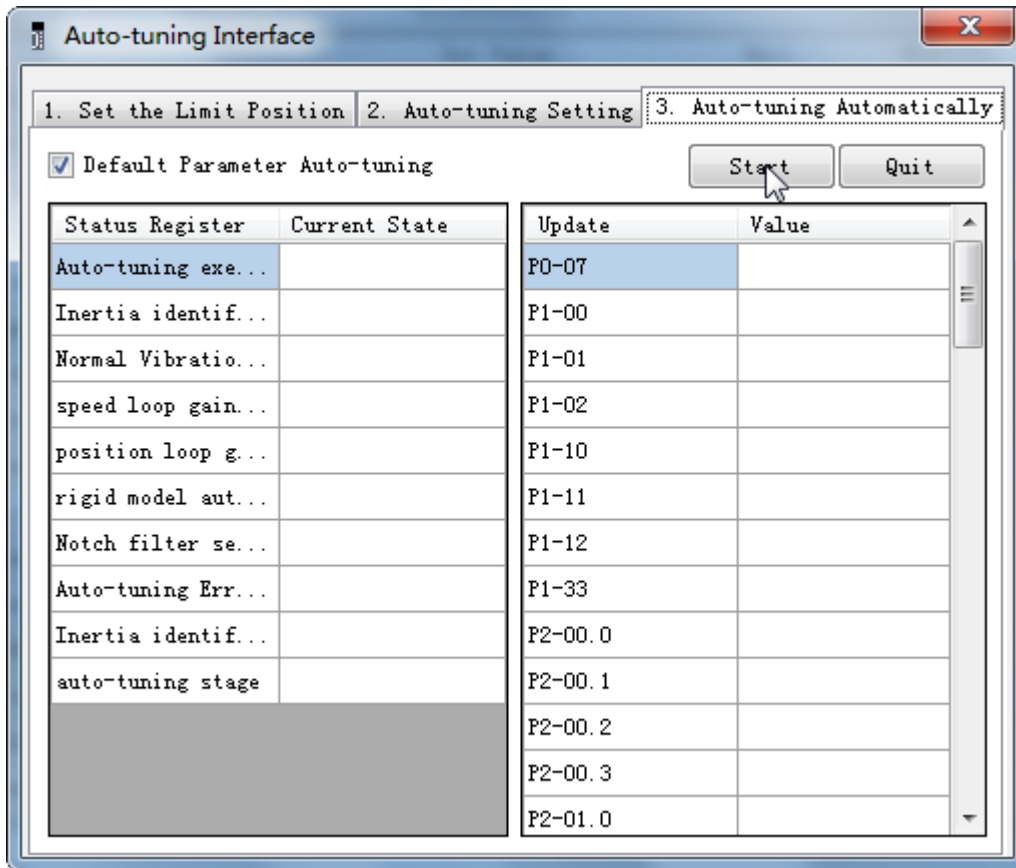 Auto-tuning Interface
1. Set the Limit Position 2. Auto-tuning Setting 3. Auto-tuning Automatically
Default Parameter Auto-tuning Start Quit
Status Register Current State Update Value
Auto-tuning exe... P0-07
Inertia identif... P1-00
Normal Vibratio... P1-01
speed loop gain... P1-02
position loop g... P1-10
rigid model aut... P1-11
Notch filter se... P1-12
Auto-tuning Err... P1-33
Inertia identif... P2-00.0
auto-tuning stage P2-00.1
P2-00.2
P2-00.3
P2-01.0